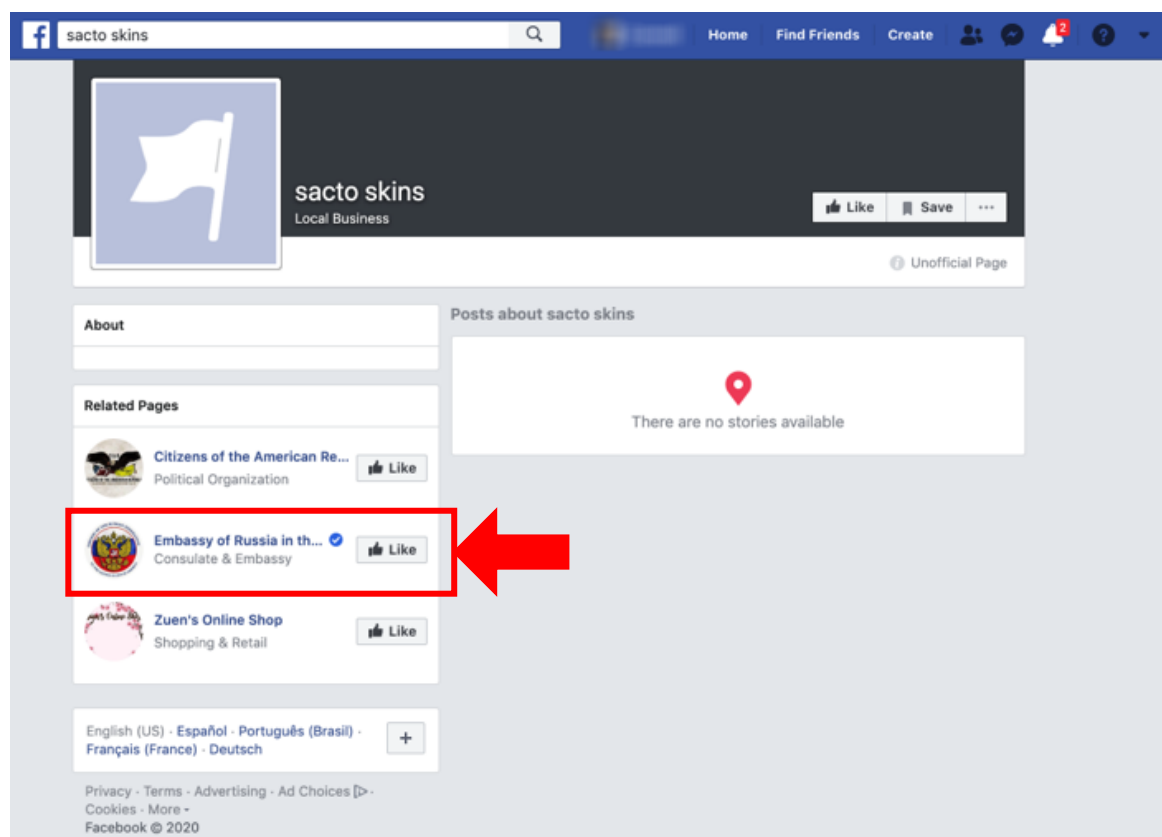 sacto skins
Home
Find Friends
Create
2
sacto skins
Local Business
Like
Save
Unofficial Page
About
Posts about sacto skins
There are no stories available
Related Pages
Citizens of the American Re...
Political Organization
Like
Embassy of Russia in th...
Consulate & Embassy
Like
Zuen's Online Shop
Shopping & Retail
Like
English (US) · Español · Português (Brasil) ·
Français (France) · Deutsch
+
Privacy · Terms · Advertising · Ad Choices ·
Cookies · More
Facebook © 2020